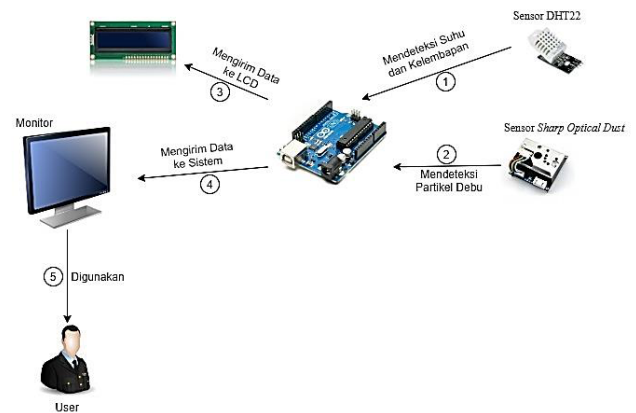 Sensor DHT22
Mendeteksi Suhu
dan Kelembapan
1
Mengirim Data
ke LCD
3
Monitor
Sensor Sharp Optical Dust
2
Mendeteksi
Partikel Debu
Mengirim Data
ke Sistem
4
5 Digunakan
User